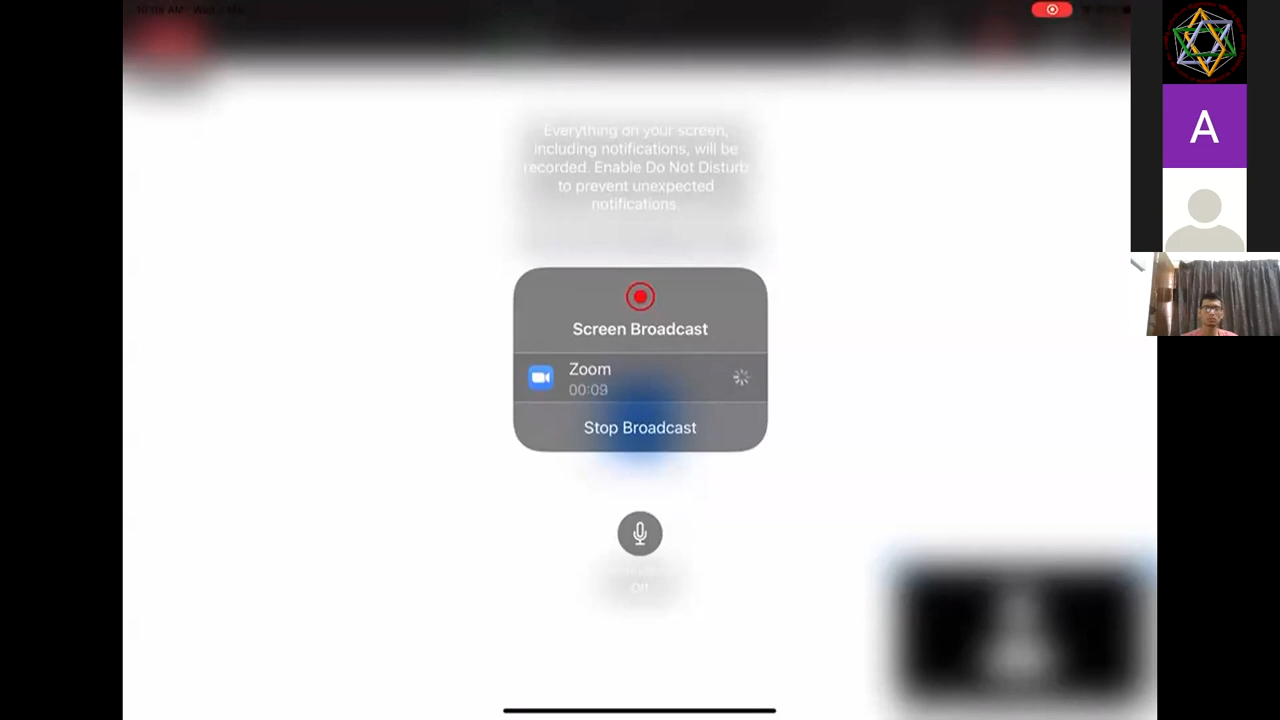 Everything on your screen,
including notifications, will be
recorded. Enable Do Not Disturb
to prevent unexpected
notifications.
Screen Broadcast
Zoom
00:09
Stop Broadcast
Off
A